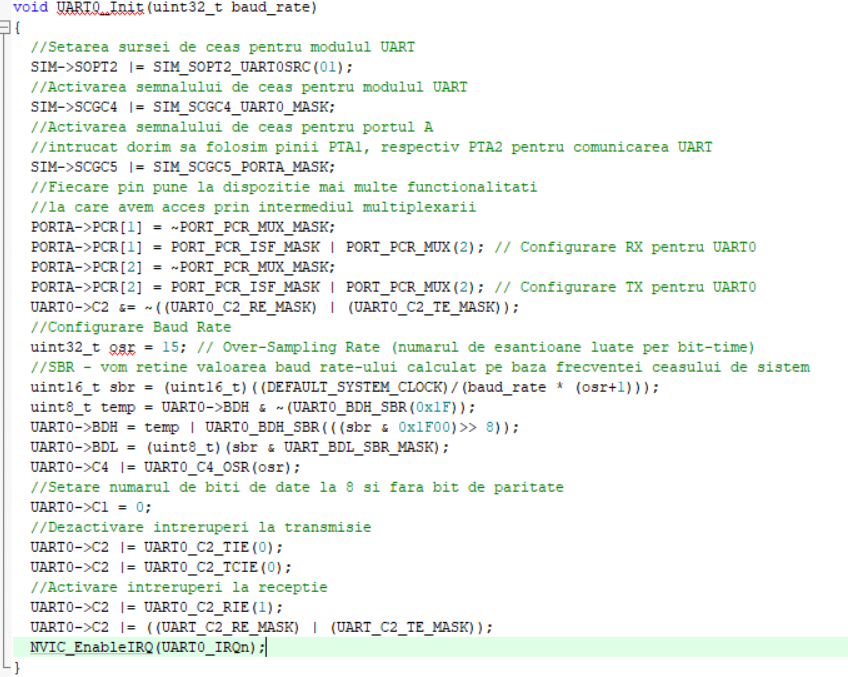 void UART0_Init(uint32_t baud_rate)
{
//Setarea sursei de ceas pentru modulul UART
SIM->SOPT2 |= SIM_SOPT2_UART0SRC(01);
//Activarea semnalului de ceas pentru modulul UART
SIM->SCGC4 |= SIM_SCGC4_UART0_MASK;
//Activarea semnalului de ceas pentru portul A
//intrucat dorim sa folosim pinii PTA1, respectiv PTA2 pentru comunicarea UART
SIM->SCGC5 |= SIM_SCGC5_PORTA_MASK;
//Fiecare pin pune la dispozitie mai multe functionalitati
//la care avem acces prin intermediul multiplexarii
PORTA->PCR[1] = ~PORT_PCR_MUX_MASK;
PORTA->PCR[1] = PORT_PCR_ISF_MASK | PORT_PCR_MUX(2); // Configurare RX pentru UART0
PORTA->PCR[2] = ~PORT_PCR_MUX_MASK;
PORTA->PCR[2] = PORT_PCR_ISF_MASK | PORT_PCR_MUX(2); // Configurare TX pentru UART0
UART0->C2 &= ~((UART0_C2_RE_MASK) | (UART0_C2_TE_MASK));
//Configurare Baud Rate
uint32_t osr = 15; // Over-Sampling Rate (numarul de esantioane luate per bit-time)
//SBR - vom retine valoarea baud rate-ului calculat pe baza frecventei ceasului de sistem
uint16_t sbr = (uint16_t)((DEFAULT_SYSTEM_CLOCK)/(baud_rate * (osr+1)));
uint8_t temp = UART0->BDH & ~(UART0_BDH_SBR(0x1F));
UART0->BDH = temp | UART0_BDH_SBR(((sbr & 0x1F00)>> 8));
UART0->BDL = (uint8_t)(sbr & UART_BDL_SBR_MASK);
UART0->C4 |= UART0_C4_OSR(osr);
//Setare numarul de biti de date la 8 si fara bit de paritate
UART0->C1 = 0;
//Dezactivare intreruperi la transmisie
UART0->C2 |= UART0_C2_TIE(0);
UART0->C2 |= UART0_C2_TCIE(0);
//Activare intreruperi la receptie
UART0->C2 |= UART0_C2_RIE(1);
UART0->C2 |= ((UART_C2_RE_MASK) | (UART_C2_TE_MASK));
NVIC_EnableIRQ(UART0_IRQn);
}